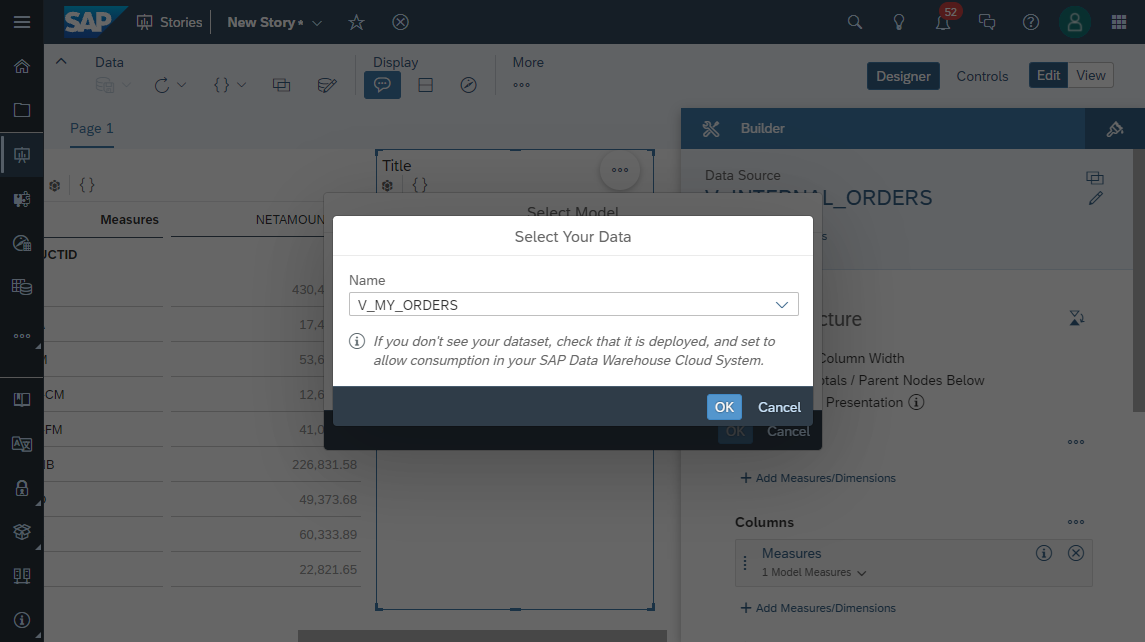 SAP
Stories
New Story *
52
Data
Display
More
Designer
Controls
Edit
View
Page 1
Builder
Title
Data Source
L_ORDERS
Select Model
Measures
NETAMOUN
Select Your Data
UCTID
Name
430,4
V_MY_ORDERS
17,4
cture
If you don't see your dataset, check that it is deployed, and set to
allow consumption in your SAP Data Warehouse Cloud System.
53,6
Column Width
otals / Parent Nodes Below
CM
12,6
Presentation
OK
Cancel
FM
41,0
OK
Cancel
IB
226,831.58
Add Measures/Dimensions
49,373.68
Columns
60,333.89
Measures
1 Model Measures
22,821.65
Add Measures/Dimensions